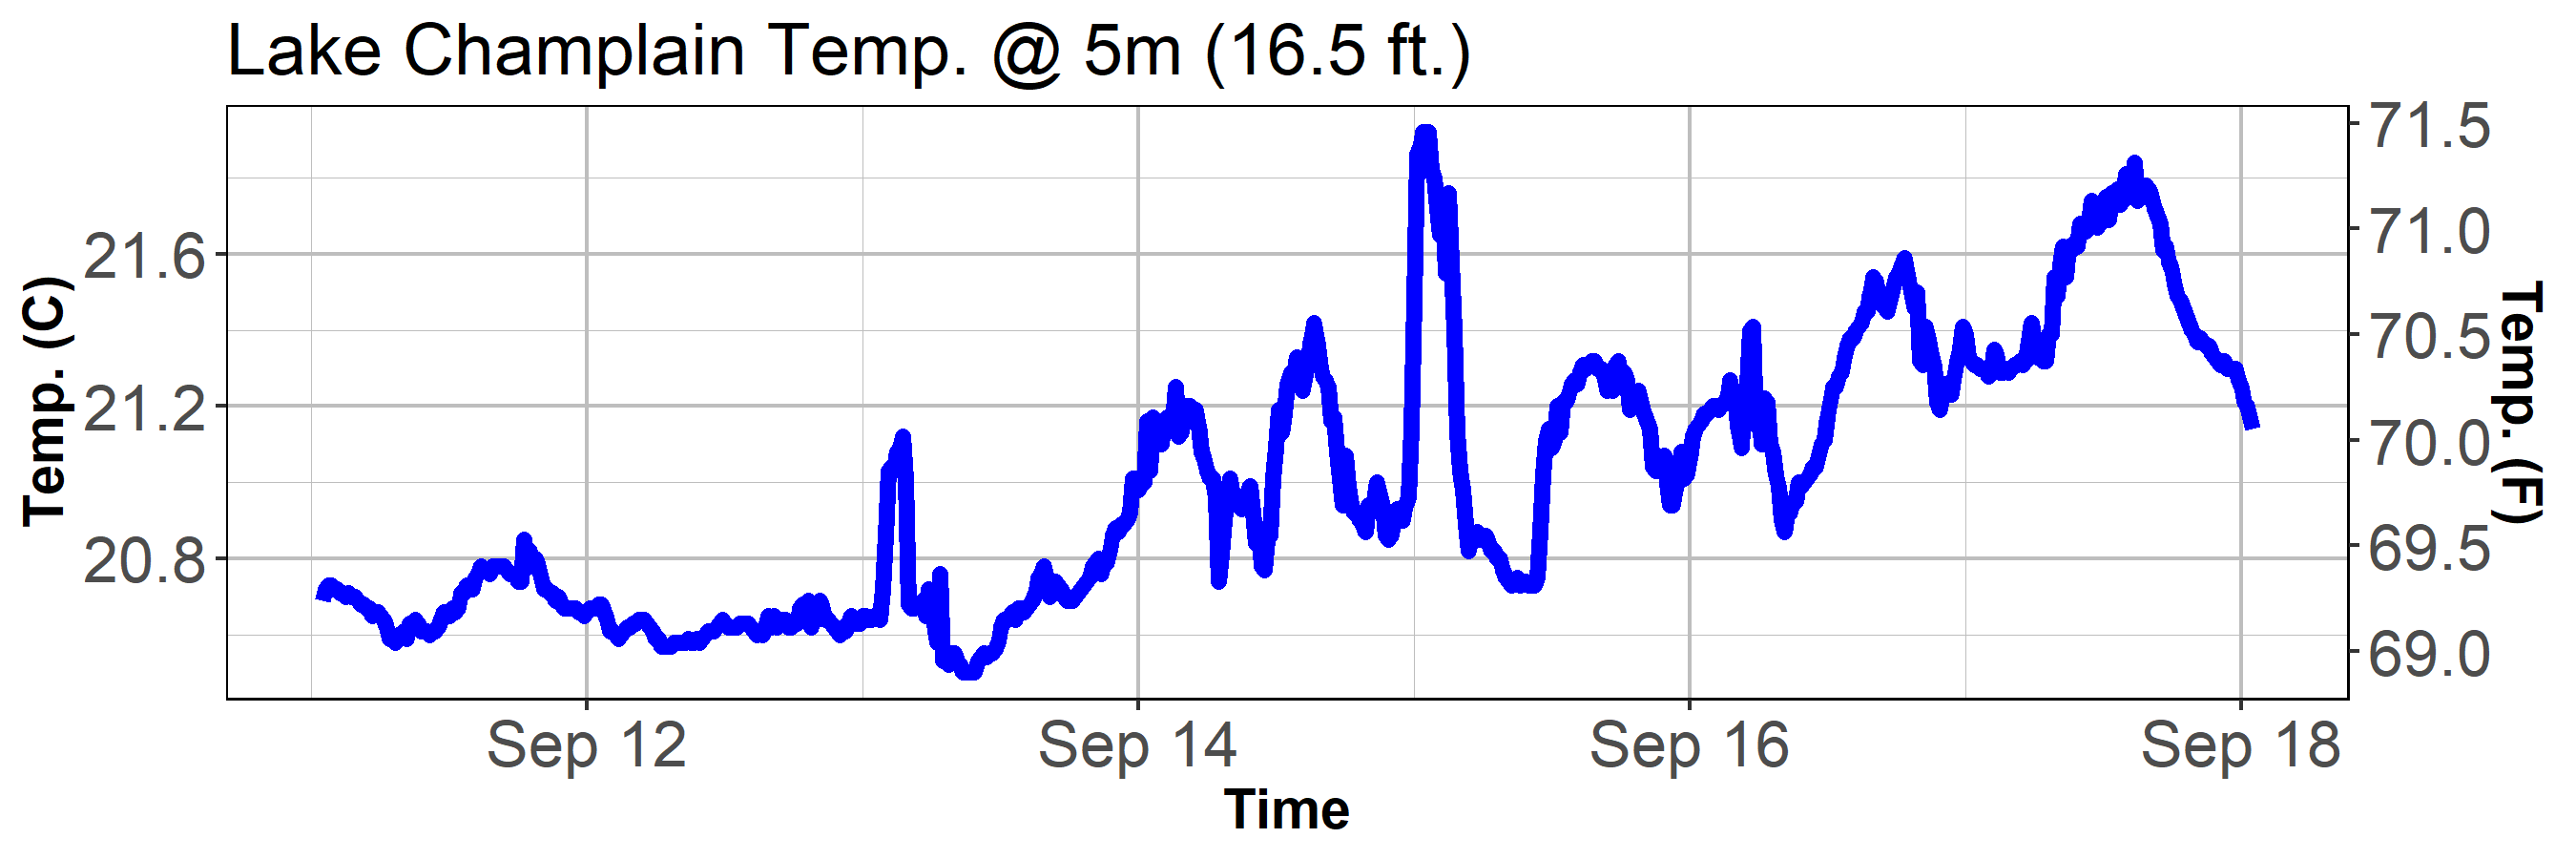 Lake Champlain Temp. @ 5m (16.5 ft.)
Temp. (C)
21.6
21.2
20.8
71.5
71.0
70.5
70.0
69.5
69.0
Temp. (F)
Sep 12
Sep 14
Sep 16
Sep 18
Time